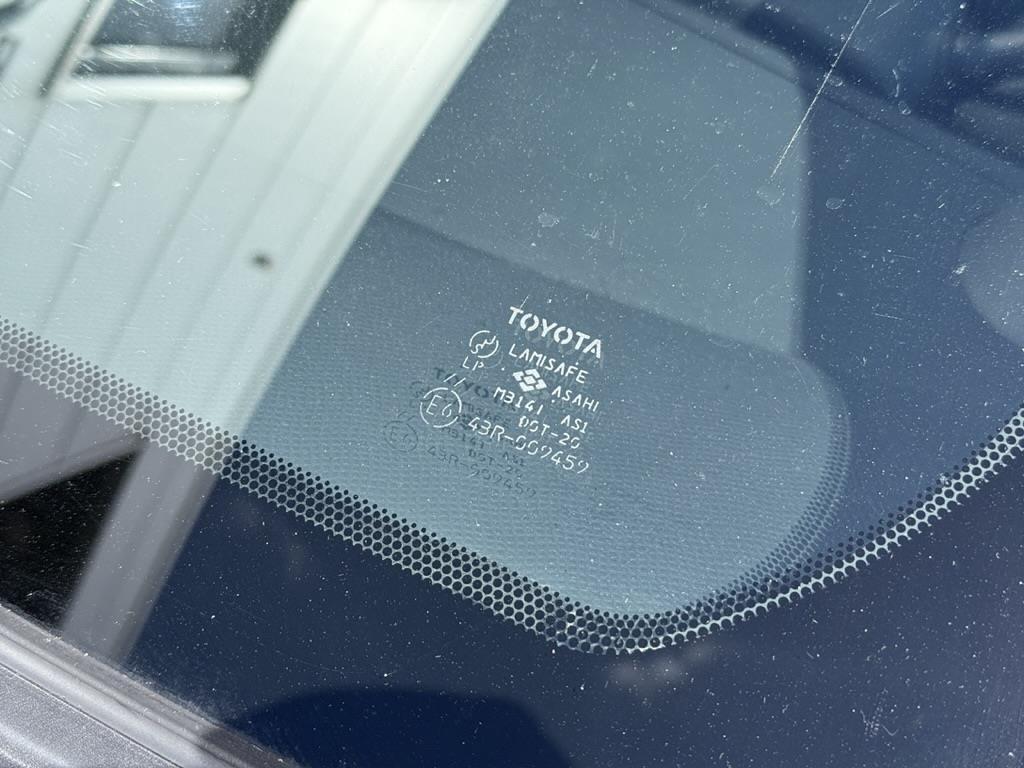 TOYOTA
LAMISAFE
LP ASAHI
M3141 AS1
//// DOT-20
E6 43R-009459